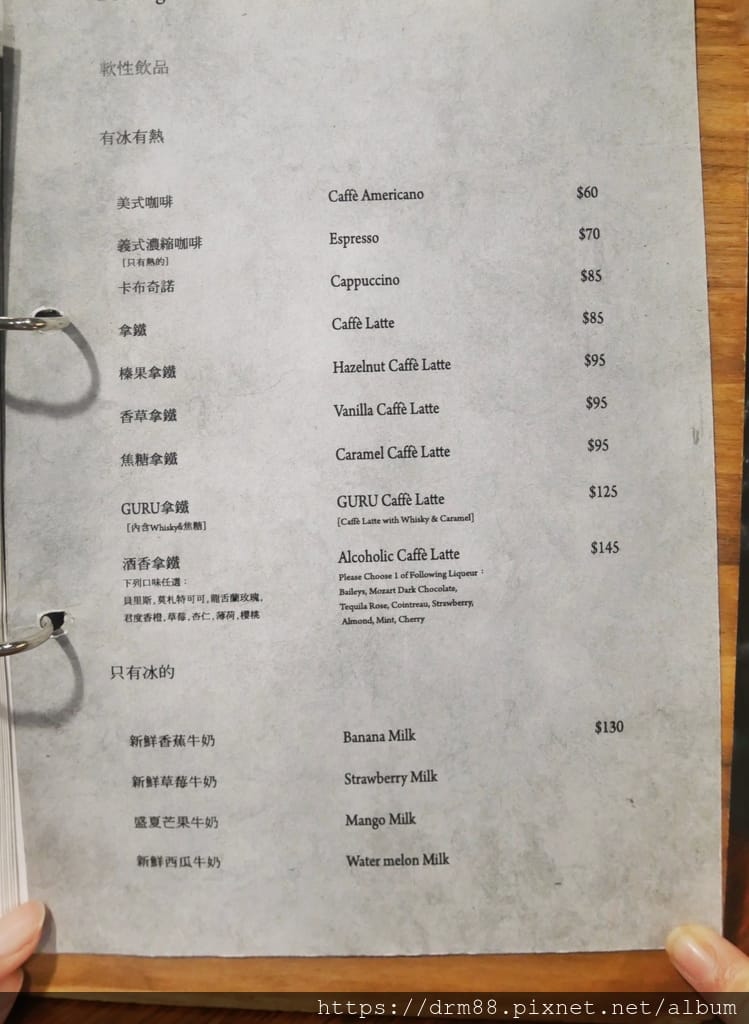 軟性飲品
有冰有熱
美式咖啡 Caffè Americano $60
義式濃縮咖啡 Espresso $70
[只有熱的]
卡布奇諾 Cappuccino $85
拿鐵 Caffè Latte $85
榛果拿鐵 Hazelnut Caffè Latte $95
香草拿鐵 Vanilla Caffè Latte $95
焦糖拿鐵 Caramel Caffè Latte $95
GURU拿鐵 GURU Caffè Latte $125
[內含Whisky&焦糖] [Caffè Latte with Whisky & Caramel]
酒香拿鐵 Alcoholic Caffè Latte $145
下列口味任選： Please Choose 1 of Following Liqueur：
貝里斯,莫札特可可,龍舌蘭玫瑰, Baileys, Mozart Dark Chocolate,
君度香橙,草莓,杏仁,薄荷,櫻桃 Tequila Rose, Cointreau, Strawberry,
Almond, Mint, Cherry
只有冰的
新鮮香蕉牛奶 Banana Milk $130
新鮮草莓牛奶 Strawberry Milk
盛夏芒果牛奶 Mango Milk
新鮮西瓜牛奶 Water melon Milk
https://drm88.pixnet.net/album